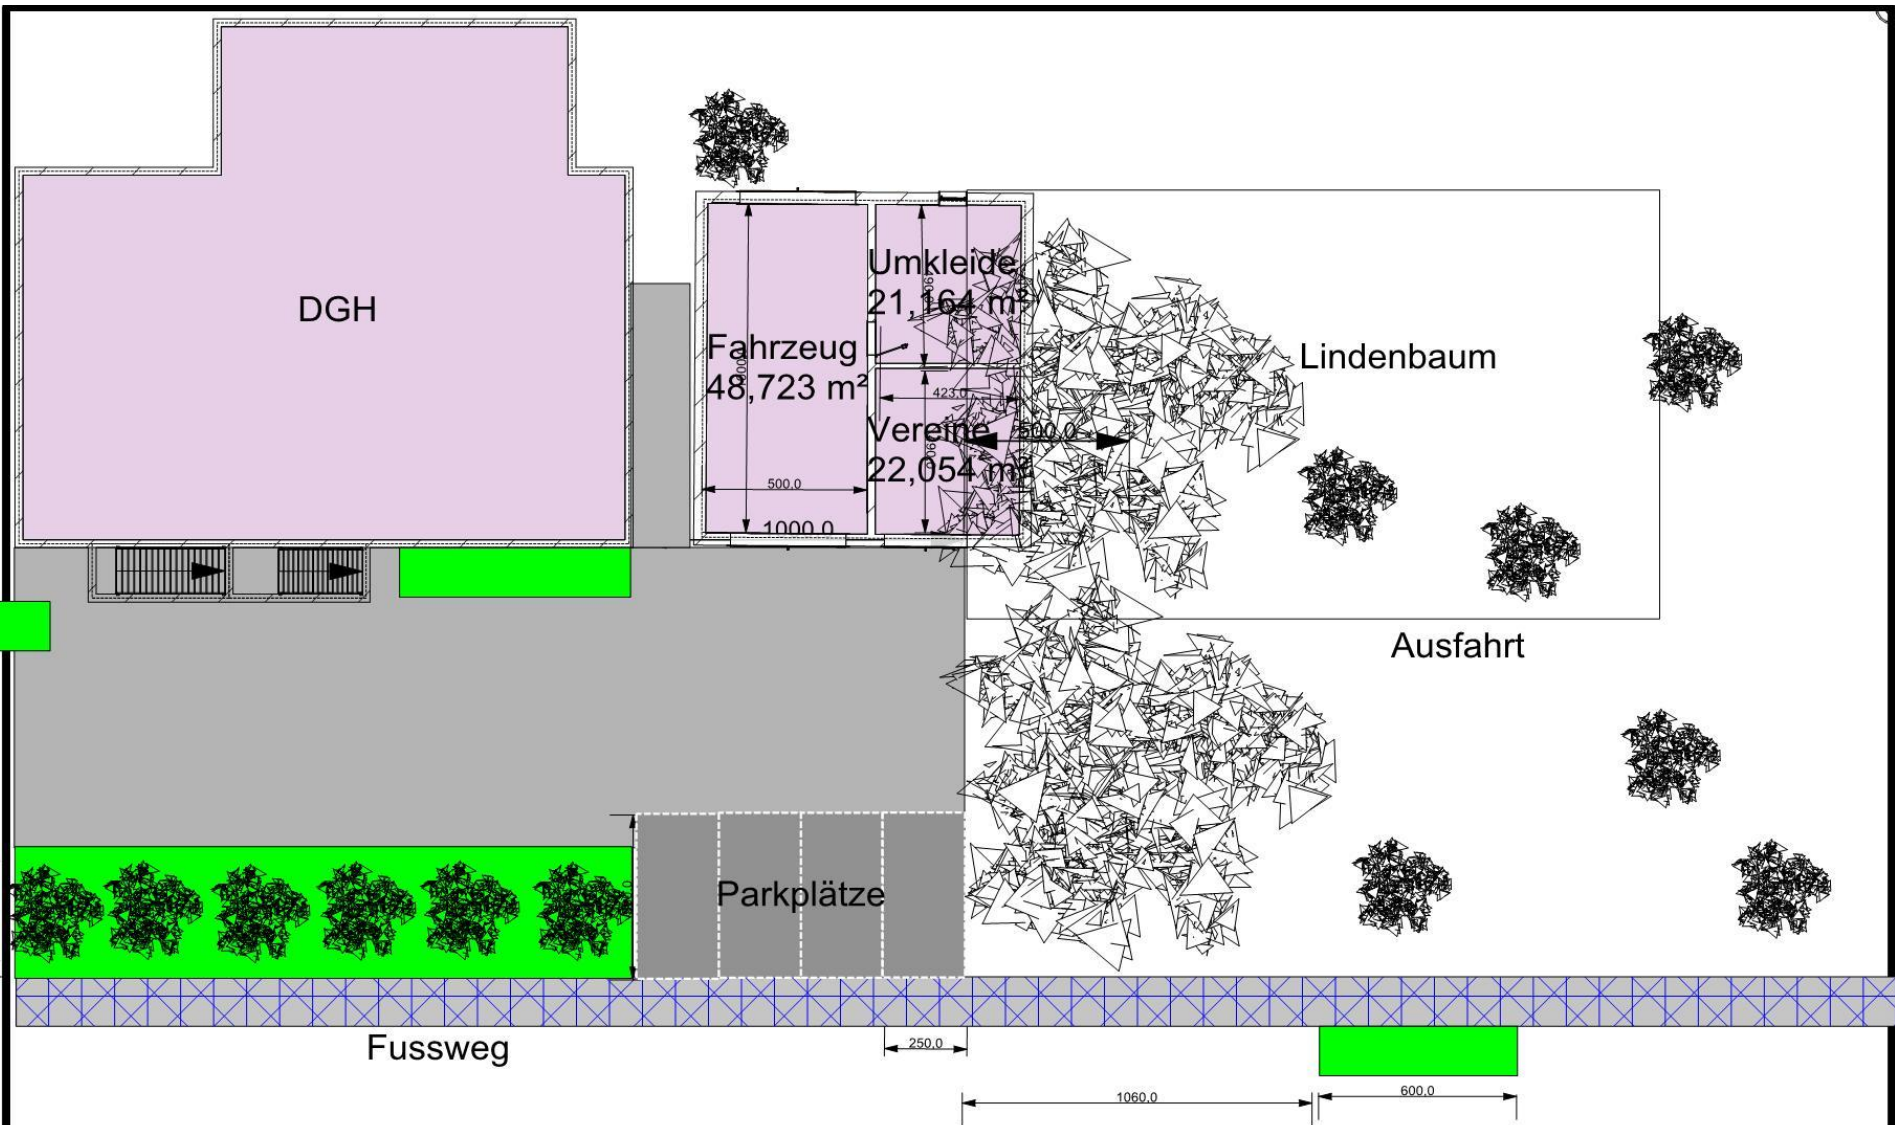 DGH
Umkleide
21,164 m²
Fahrzeug
48,723 m²
Lindenbaum
423,0
Vereine
500,0
22,054 m²
500,0
1000,0
Ausfahrt
Parkplätze
Fussweg
250,0
1060,0
600,0